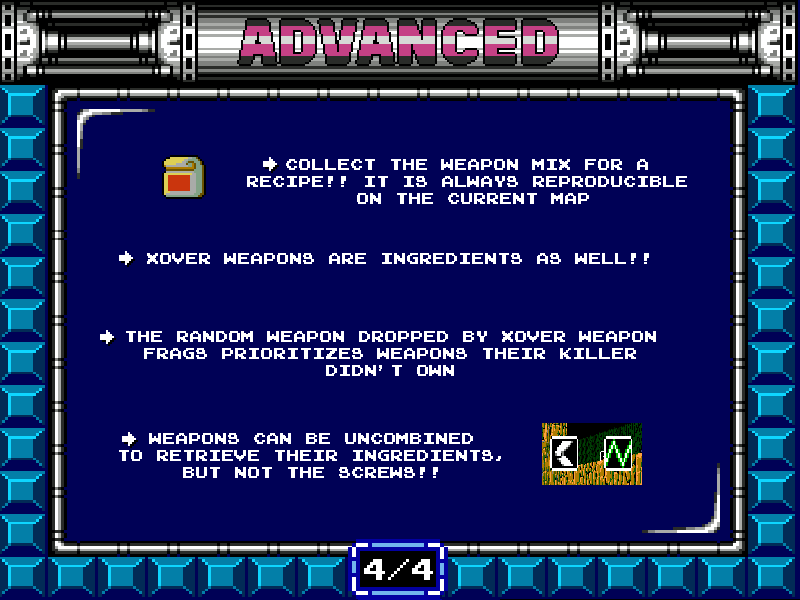 ADVANCED
COLLECT THE WEAPON MIX FOR A
RECIPE!! IT IS ALWAYS REPRODUCIBLE
ON THE CURRENT MAP
XOVER WEAPONS ARE INGREDIENTS AS WELL!!
THE RANDOM WEAPON DROPPED BY XOVER WEAPON
FRAGS PRIORITIZES WEAPONS THEIR KILLER
DIDN'T OWN
WEAPONS CAN BE UNCOMBINED
TO RETRIEVE THEIR INGREDIENTS,
BUT NOT THE SCREWS!!
4/4